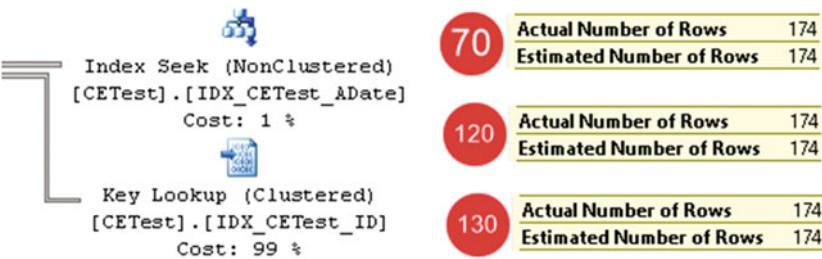 Index Seek (NonClustered)
[CETest].[IDX_CETest_ADate]
Cost: 1 %
Key Lookup (Clustered)
[CETest].[IDX_CETest_ID]
Cost: 99 %
70
Actual Number of Rows 174
Estimated Number of Rows 174
120
Actual Number of Rows 174
Estimated Number of Rows 174
130
Actual Number of Rows 174
Estimated Number of Rows 174